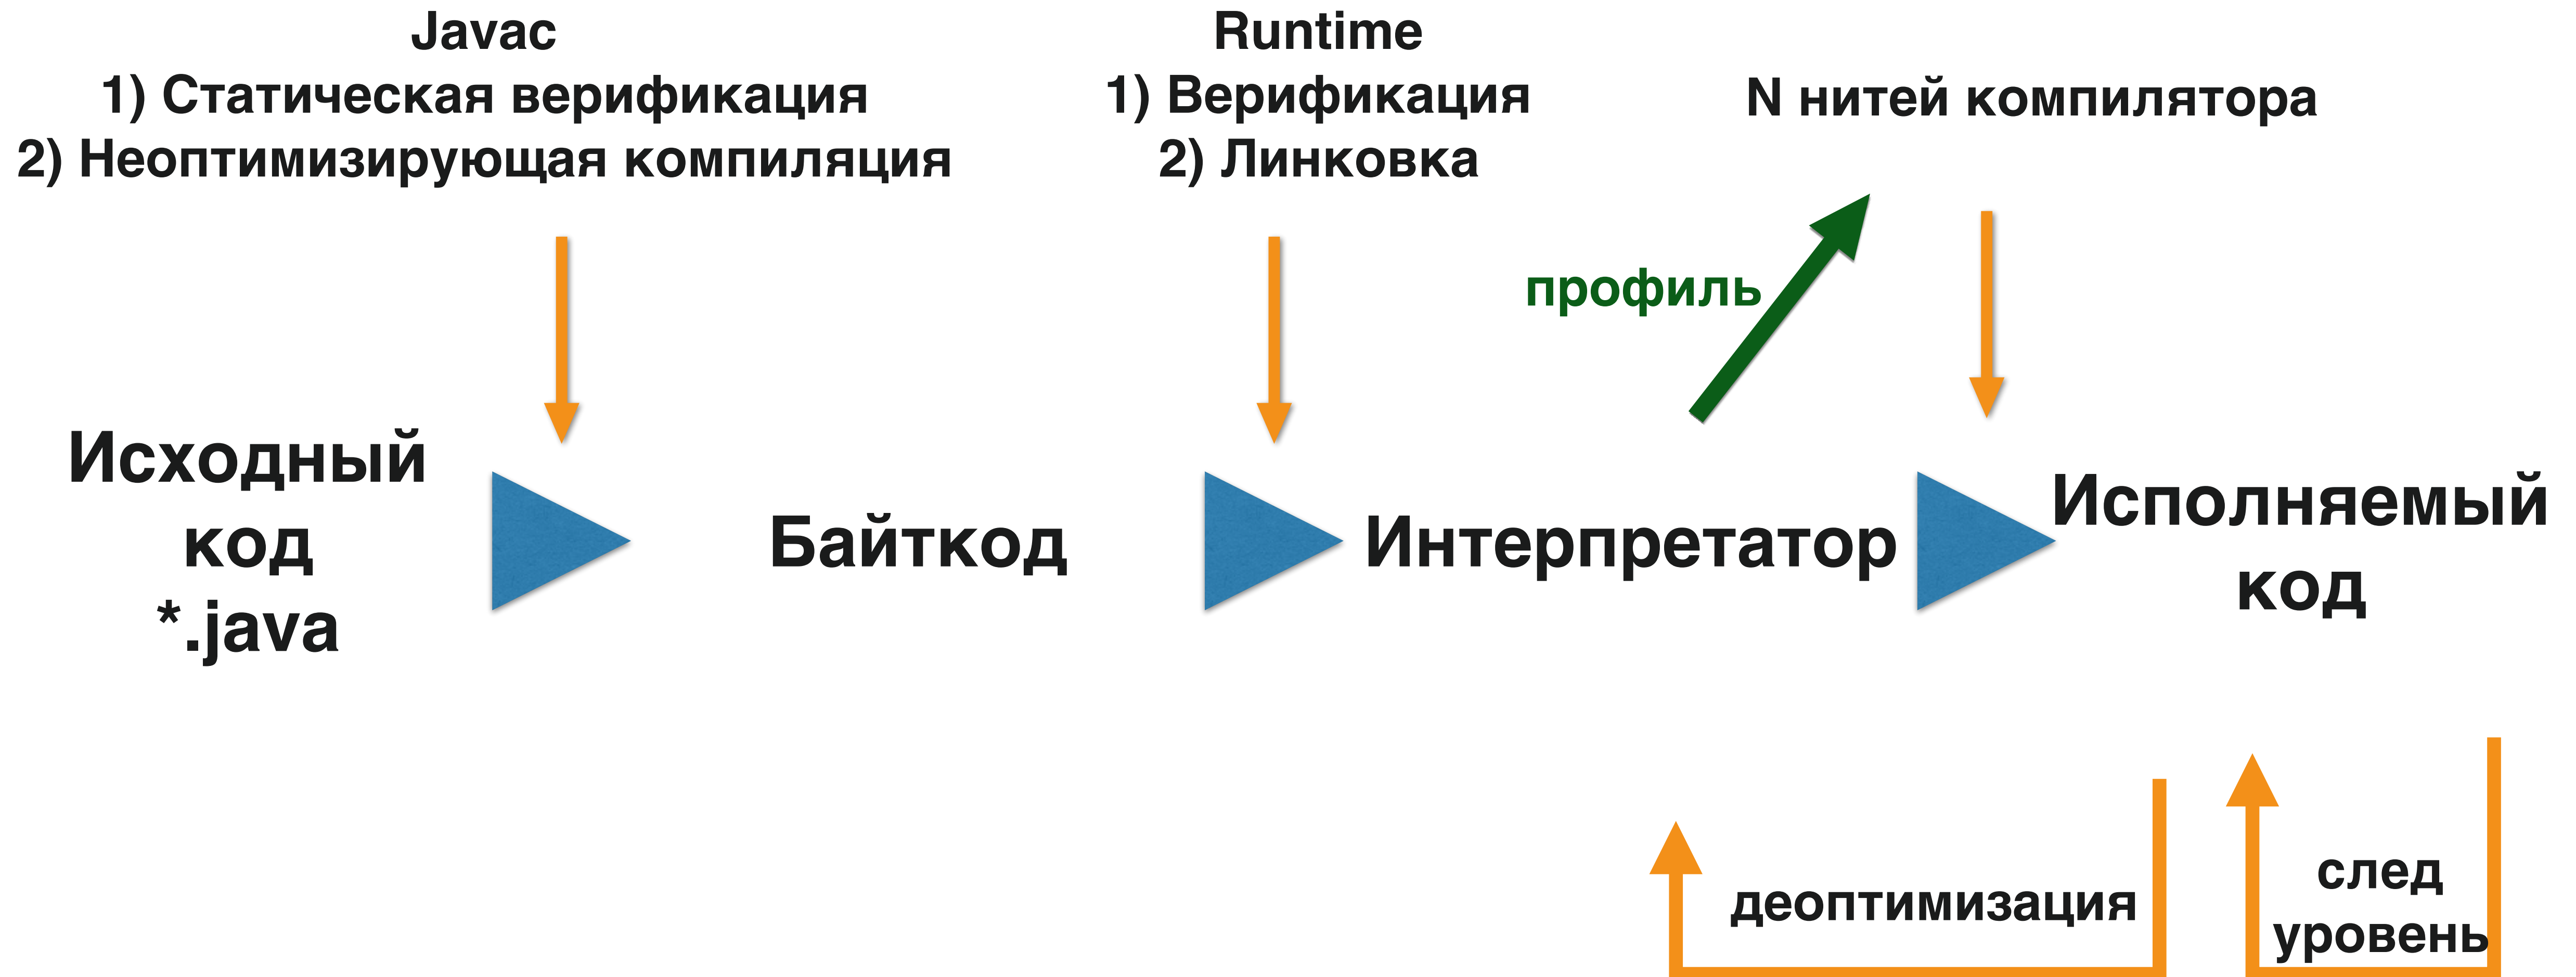 Javac
1) Статическая верификация
2) Неоптимизирующая компиляция
Runtime
1) Верификация
2) Линковка
N нитей компилятора
профиль
Исходный
код
*.java
Байткод
Интерпретатор
Исполняемый
код
деоптимизация
след
уровень